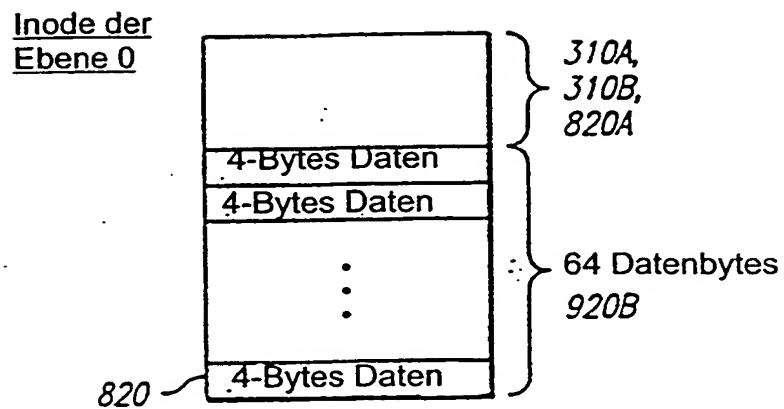 Inode der
Ebene 0
310A,
310B,
820A
4-Bytes Daten
4-Bytes Daten
64 Datenbytes
920B
4-Bytes Daten
820